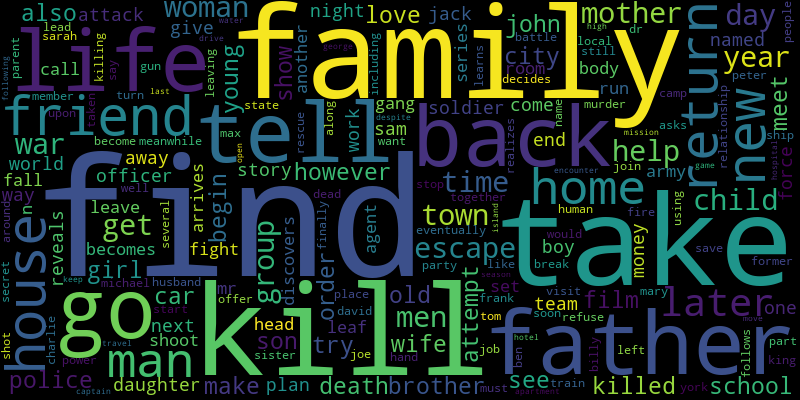 family
find
kill
take
life
tell
back
father
go
friend
house
return
new
home
man
woman
also
attack
night
love
jack
john
mother
day
give
young
show
another
series
city
room
named
year
call
killing
say
gun
leaving
lead
sarah
parent
including
learns
decides
body
run
local
still
high
dr
people
meet
peter
murder
gang
come
soldier
member
taken
turn
last
state
battle
water
drive
george
following
war
become
meanwhile
upon
max
rescue
along
work
want
despite
sam
end
realizes
name
mission
camp
asks
join
help
relationship
ship
game
hospital
force
world
away
officer
story
however
time
army
child
fall
way
leave
arrives
begin
open
dead
stop
together
town
human
using
encounter
around
n
reveals
get
several
well
group
discovers
finally
agent
eventually
island
escape
boy
fire
would
save
former
secret
becomes
girl
fight
party
like
money
break
visit
mary
michael
husband
car
mr
order
offer
place
old
attempt
set
season
frank
team
film
later
one
keep
start
next
head
son
david
men
tom
soon
refuse
part
shot
charlie
power
shoot
travel
sister
try
leaf
joe
hand
wife
job
hotel
ben
train
billy
left
move
follows
king
police
captain
daughter
make
plan
death
brother
must
apartment
see
killed
york
school